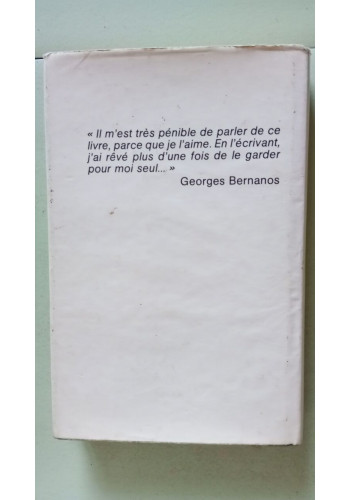 « Il m'est très pénible de parler de ce
livre, parce que je l'aime. En l'écrivant,
j'ai rêvé plus d'une fois de le garder
pour moi seul... »
Georges Bernanos